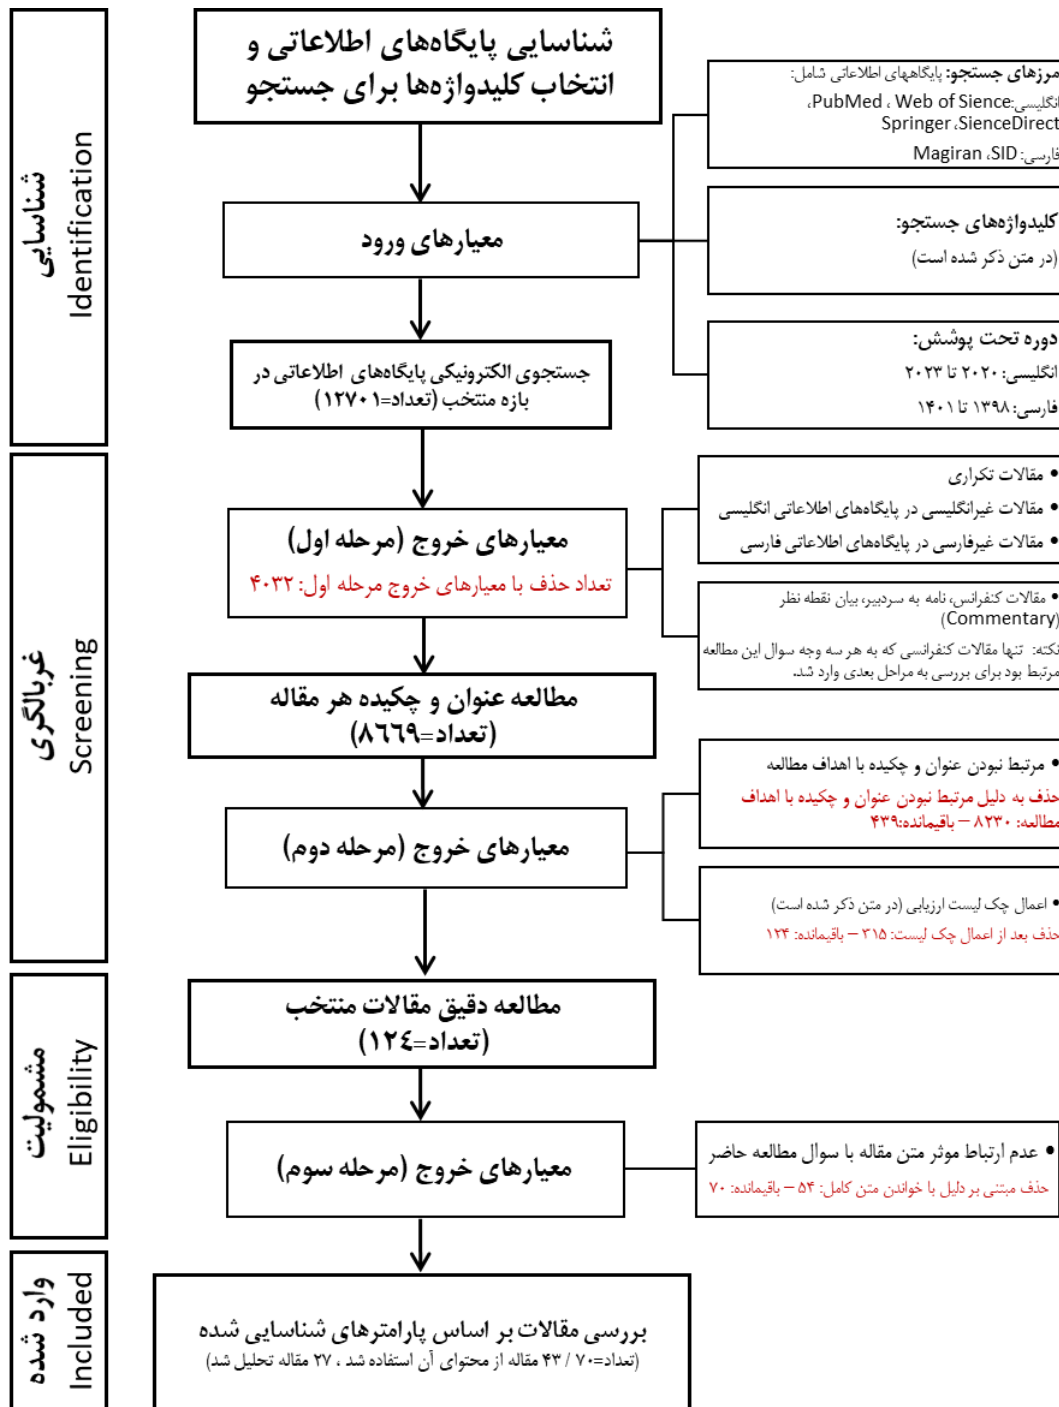 شناسایی
Identification
شناسایی پایگاه‌های اطلاعاتی و
انتخاب کلیدواژه‌ها برای جستجو
مرزهای جستجو: پایگاههای اطلاعاتی شامل:
انگلیسی: PubMed ، Web of Sience،
Springer ،SienceDirect
فارسی: Magiran ،SID
معیارهای ورود
کلیدواژه‌های جستجو:
(در متن ذکر شده است)
دوره تحت پوشش:
انگلیسی: ۲۰۲۰ تا ۲۰۲۳
فارسی: ۱۳۹۸ تا ۱۴۰۱
جستجوی الکترونیکی پایگاه‌های اطلاعاتی در
بازه منتخب (تعداد=۱۲۷۰۱)
غربالگری
Screening
معیارهای خروج (مرحله اول)
تعداد حذف با معیارهای خروج مرحله اول: ۴۰۳۲
• مقالات تکراری
• مقالات غیرانگلیسی در پایگاه‌های اطلاعاتی انگلیسی
• مقالات غیرفارسی در پایگاه‌های اطلاعاتی فارسی
• مقالات کنفرانس، نامه به سردبیر، بیان نقطه نظر
(Commentary)
نکته: تنها مقالات کنفرانسی که به هر سه وجه سوال این مطالعه
مرتبط بود برای بررسی به مراحل بعدی وارد شد.
مطالعه عنوان و چکیده هر مقاله
(تعداد=٨٦٦٩)
معیارهای خروج (مرحله دوم)
• مرتبط نبودن عنوان و چکیده با اهداف مطالعه
حذف به دلیل مرتبط نبودن عنوان و چکیده با اهداف
مطالعه: ۸۲۳۰ – باقیمانده:۴۳۹
• اعمال چک لیست ارزیابی (در متن ذکر شده است)
حذف بعد از اعمال چک لیست: ۳۱۵ – باقیمانده: ۱۲۴
مشمولیت
Eligibility
مطالعه دقیق مقالات منتخب
(تعداد=١٢٤)
معیارهای خروج (مرحله سوم)
• عدم ارتباط موثر متن مقاله با سوال مطالعه حاضر
حذف مبتنی بر دلیل با خواندن متن کامل: ۵۴ – باقیمانده: ۷۰
وارد شده
Included
بررسی مقالات بر اساس پارامترهای شناسایی شده
(تعداد=۷۰ / ۴۳ مقاله از محتوای آن استفاده شد ، ۲۷ مقاله تحلیل شد)